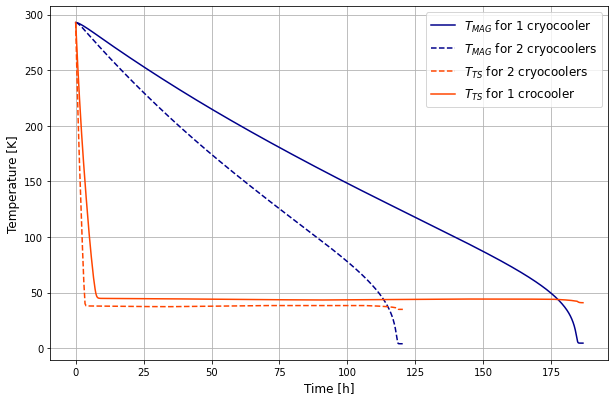 300
250
200
150
100
50
0
Temperature [K]
T_MAG for 1 cryocooler
T_MAG for 2 cryocoolers
T_TS for 2 cryocoolers
T_TS for 1 crocooler
0 25 50 75 100 125 150 175
Time [h]